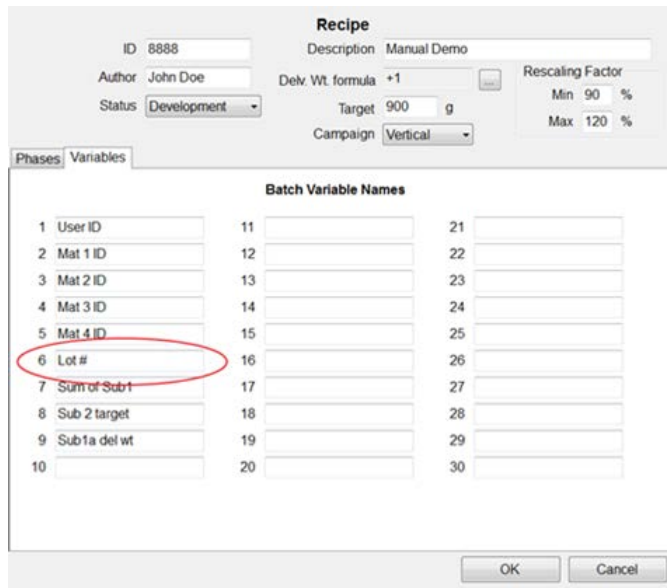 Recipe
ID 8888 Description Manual Demo
Author John Doe Delv. Wt. formula +1 ... Rescaling Factor
Status Development Target 900 g Min 90 %
Campaign Vertical Max 120 %
Phases Variables
Batch Variable Names
1 User ID 11 21
2 Mat 1 ID 12 22
3 Mat 2 ID 13 23
4 Mat 3 ID 14 24
5 Mat 4 ID 15 25
6 Lot # 16 26
7 Sum of Sub1 17 27
8 Sub 2 target 18 28
9 Sub1a del wt 19 29
10 20 30
OK Cancel